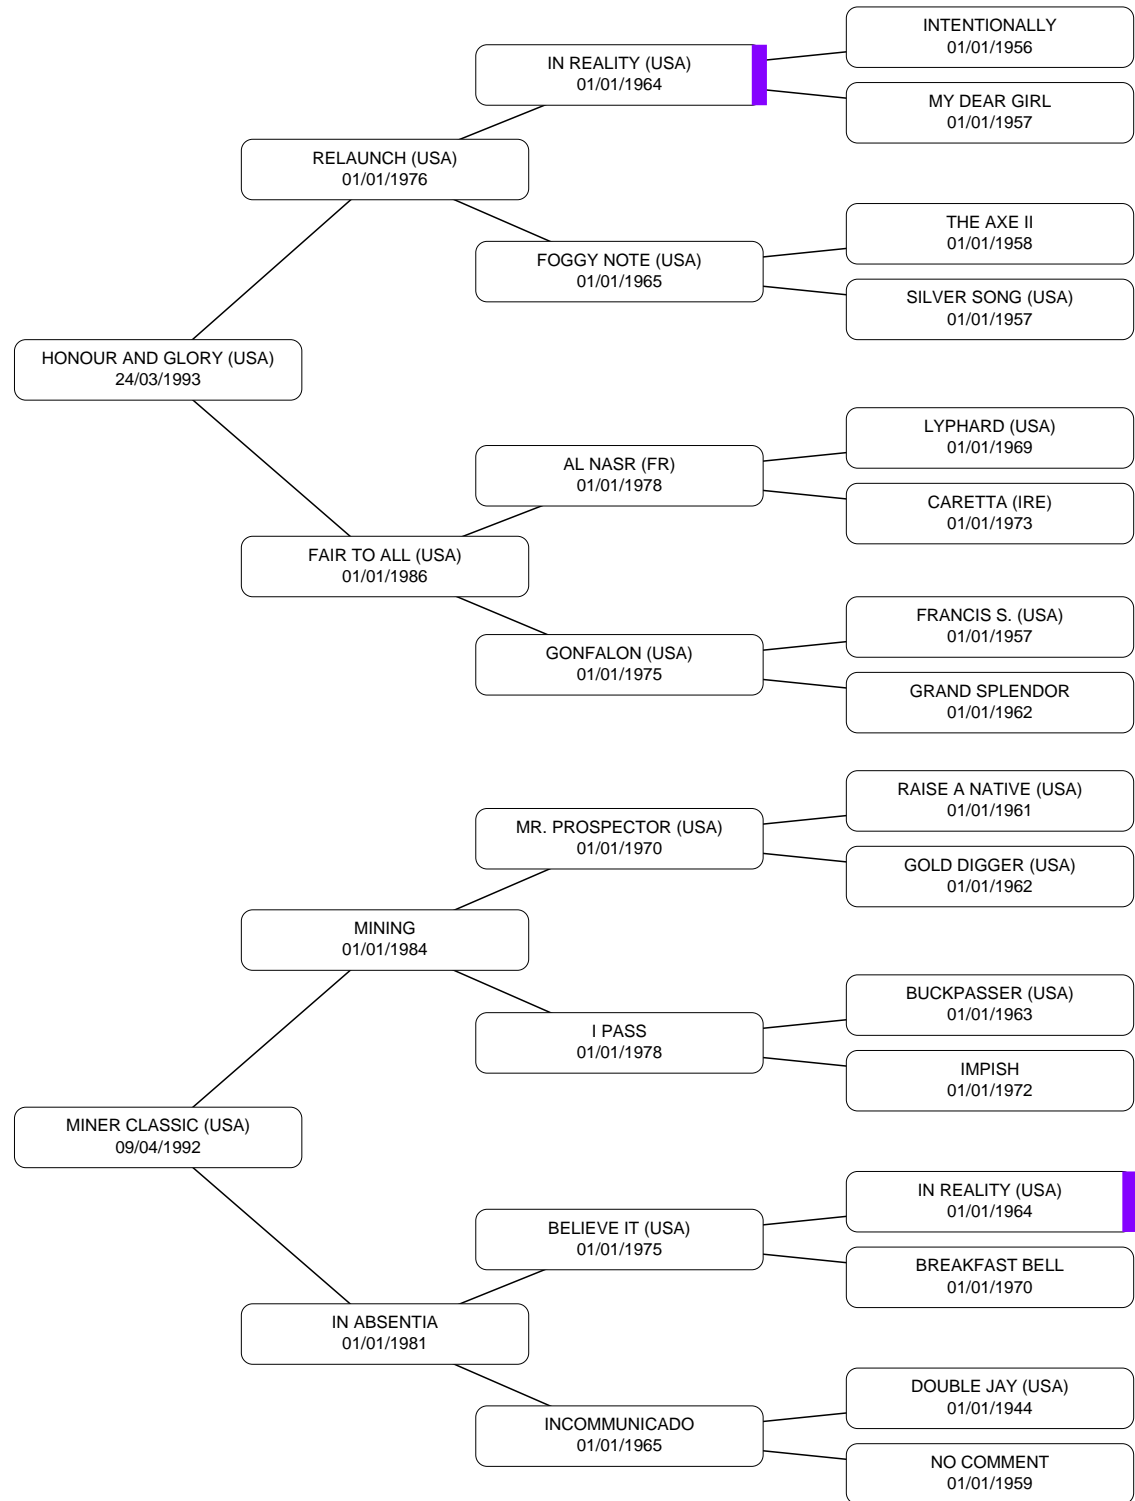 INTENTIONALLY
01/01/1956
IN REALITY (USA)
01/01/1964
MY DEAR GIRL
01/01/1957
RELAUNCH (USA)
01/01/1976
THE AXE II
01/01/1958
FOGGY NOTE (USA)
01/01/1965
SILVER SONG (USA)
01/01/1957
HONOUR AND GLORY (USA)
24/03/1993
LYPHARD (USA)
01/01/1969
AL NASR (FR)
01/01/1978
CARETTA (IRE)
01/01/1973
FAIR TO ALL (USA)
01/01/1986
FRANCIS S. (USA)
01/01/1957
GONFALON (USA)
01/01/1975
GRAND SPLENDOR
01/01/1962
RAISE A NATIVE (USA)
01/01/1961
MR. PROSPECTOR (USA)
01/01/1970
GOLD DIGGER (USA)
01/01/1962
MINING
01/01/1984
BUCKPASSER (USA)
01/01/1963
I PASS
01/01/1978
IMPISH
01/01/1972
MINER CLASSIC (USA)
09/04/1992
IN REALITY (USA)
01/01/1964
BELIEVE IT (USA)
01/01/1975
BREAKFAST BELL
01/01/1970
IN ABSENTIA
01/01/1981
DOUBLE JAY (USA)
01/01/1944
INCOMMUNICADO
01/01/1965
NO COMMENT
01/01/1959